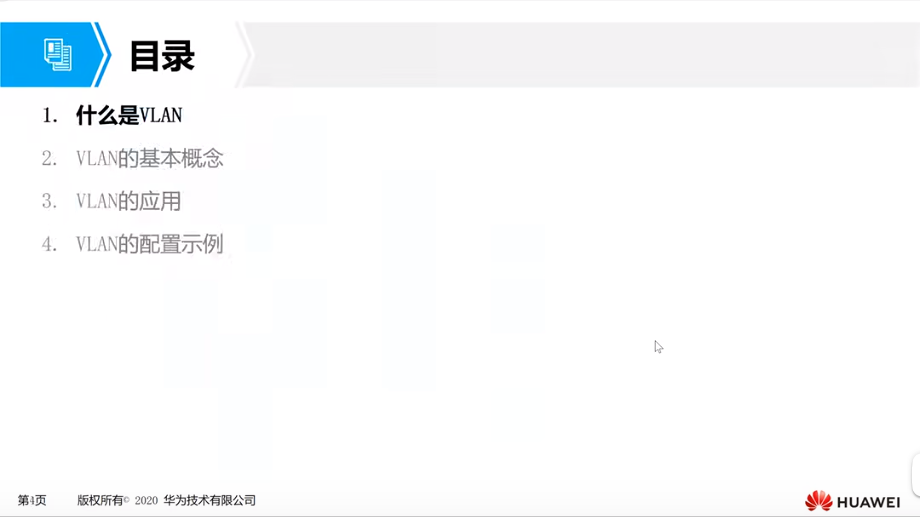 目录
1. 什么是VLAN
2. VLAN的基本概念
3. VLAN的应用
4. VLAN的配置示例
第4页 版权所有© 2020 华为技术有限公司
HUAWEI